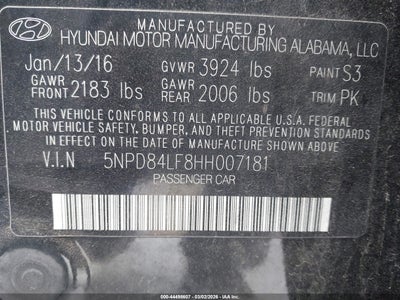 MANUFACTURED BY
HYUNDAI MOTOR MANUFACTURING ALABAMA, LLC
Jan/13/16 GVWR 3924 lbs PAINT S3
GAWR FRONT 2183 lbs GAWR REAR 2006 lbs TRIM PK
THIS VEHICLE CONFORMS TO ALL APPLICABLE FEDERAL
MOTOR VEHICLE SAFETY, BUMPER, AND THEFT PREVENTION STANDARDS
IN EFFECT ON THE DATE OF MANUFACTURE SHOWN ABOVE.
V.I.N 5NPD84LF8HH007181
PASSENGER CAR
000-44498607 - 03/02/2026 - IAA Inc.